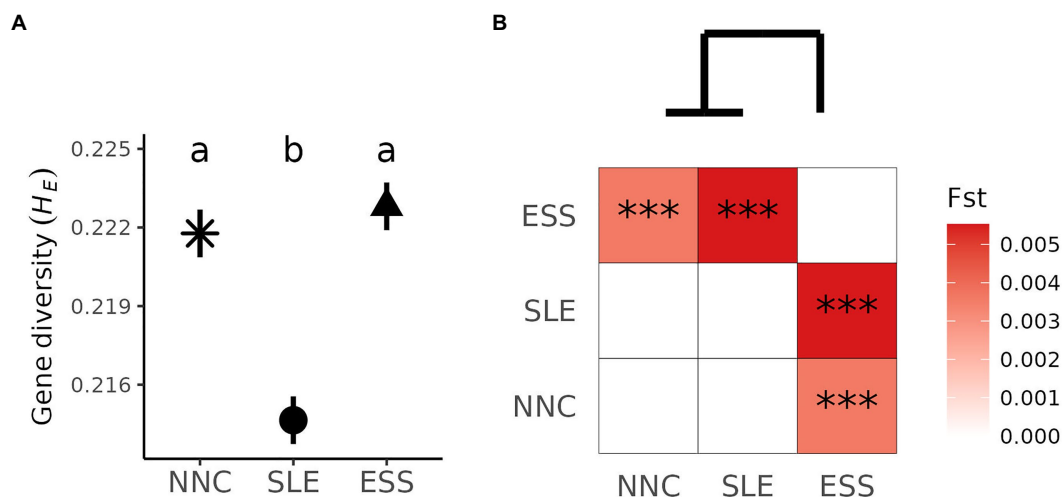 A
Gene diversity (H_E)
0.225
0.222
0.219
0.216
a b a
NNC SLE ESS
B
ESS
SLE
NNC
*** ***
***
***
NNC SLE ESS
Fst
0.005
0.004
0.003
0.002
0.001
0.000